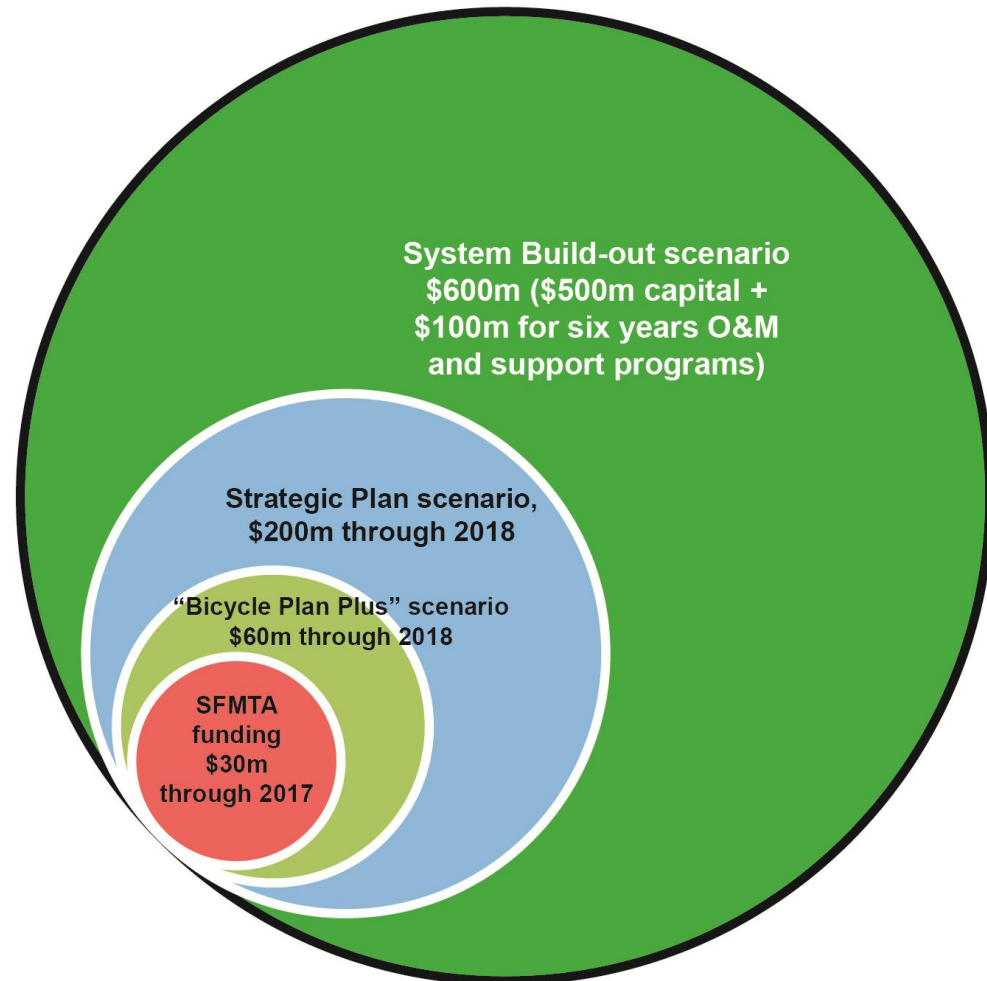 System Build-out scenario
$600m ($500m capital +
$100m for six years O&M
and support programs)
Strategic Plan scenario,
$200m through 2018
“Bicycle Plan Plus” scenario
$60m through 2018
SFMTA
funding
$30m
through 2017